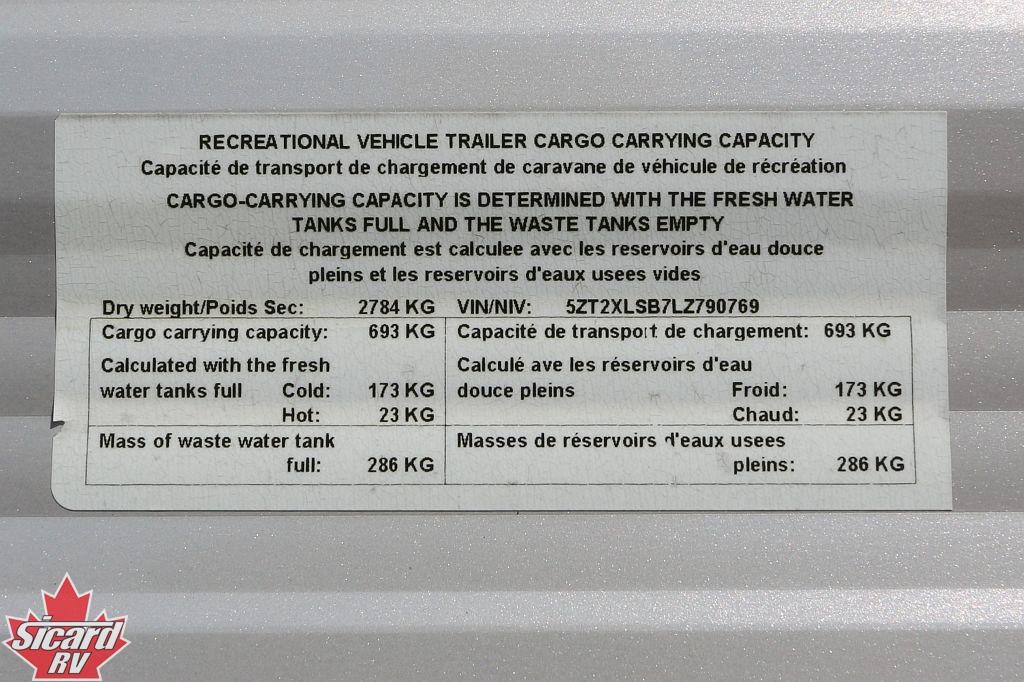 RECREATIONAL VEHICLE TRAILER CARGO CARRYING CAPACITY
Capacité de transport de chargement de caravane de véhicule de récréation
CARGO-CARRYING CAPACITY IS DETERMINED WITH THE FRESH WATER
TANKS FULL AND THE WASTE TANKS EMPTY
Capacité de chargement est calculee avec les reservoirs d'eau douce
pleins et les reservoirs d'eaux usees vides
Dry weight/Poids Sec: 2784 KG VIN/NIV: 5ZT2XLSB7LZ790769
Cargo carrying capacity: 693 KG Capacité de transport de chargement: 693 KG
Calculated with the fresh Calculé ave les réservoirs d'eau
water tanks full Cold: 173 KG douce pleins Froid: 173 KG
Hot: 23 KG Chaud: 23 KG
Mass of waste water tank Masses de réservoirs d'eaux usees
full: 286 KG pleins: 286 KG
Sicard
RV